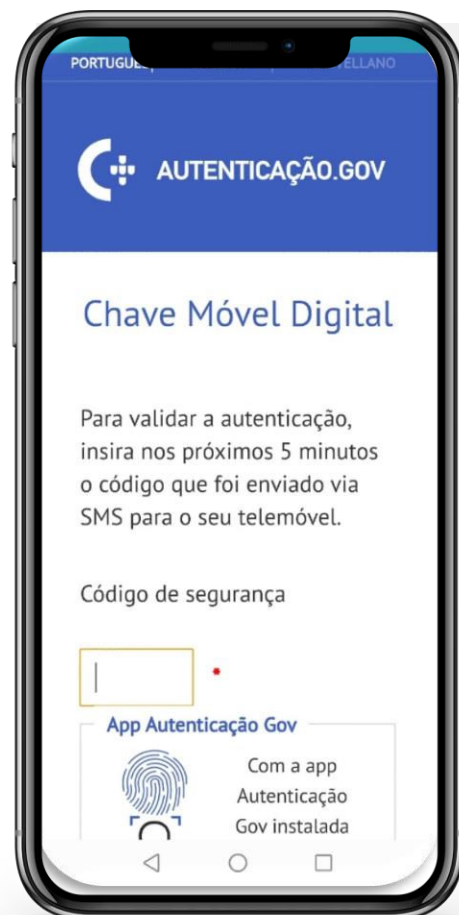 PORTUGUÊS
AUTENTICAÇÃO.GOV
Chave Móvel Digital
Para validar a autenticação,
insira nos próximos 5 minutos
o código que foi enviado via
SMS para o seu telemóvel.
Código de segurança
*
App Autenticação Gov
Com a app
Autenticação
Gov instalada